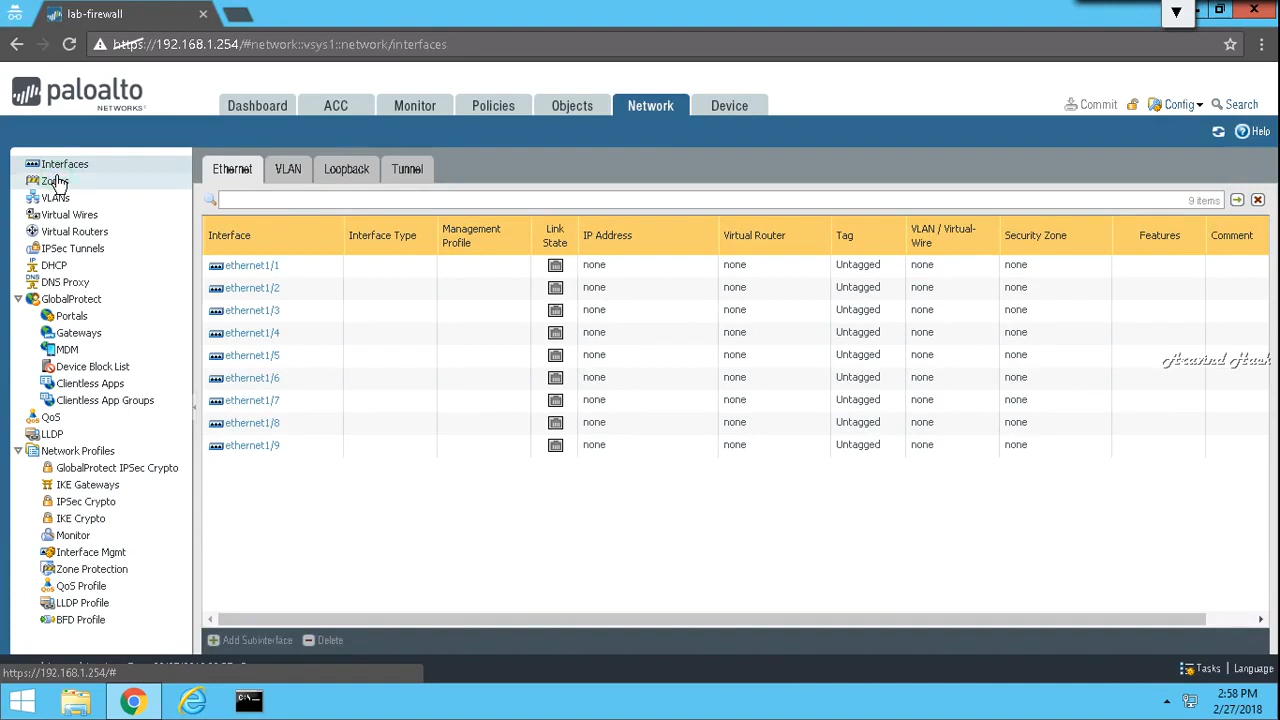 lab-firewall
https://192.168.1.254/#network::vsys1::network/interfaces
paloalto
NETWORKS
Dashboard
ACC
Monitor
Policies
Objects
Network
Device
Commit
Config
Search
Help
Interfaces
Zones
VLANs
Virtual Wires
Virtual Routers
IPSec Tunnels
DHCP
DNS Proxy
GlobalProtect
Portals
Gateways
MDM
Device Block List
Clientless Apps
Clientless App Groups
QoS
LLDP
Network Profiles
GlobalProtect IPSec Crypto
IKE Gateways
IPSec Crypto
IKE Crypto
Monitor
Interface Mgmt
Zone Protection
QoS Profile
LLDP Profile
BFD Profile
Ethernet
VLAN
Loopback
Tunnel
9 items
Interface
Interface Type
Management Profile
Link State
IP Address
Virtual Router
Tag
VLAN / Virtual-Wire
Security Zone
Features
Comment
ethernet1/1 none none Untagged none none
ethernet1/2 none none Untagged none none
ethernet1/3 none none Untagged none none
ethernet1/4 none none Untagged none none
ethernet1/5 none none Untagged none none
ethernet1/6 none none Untagged none none
ethernet1/7 none none Untagged none none
ethernet1/8 none none Untagged none none
ethernet1/9 none none Untagged none none
Aravind Hack
Add Subinterface
Delete
https://192.168.1.254/#
Tasks
Language
2:58 PM
2/27/2018